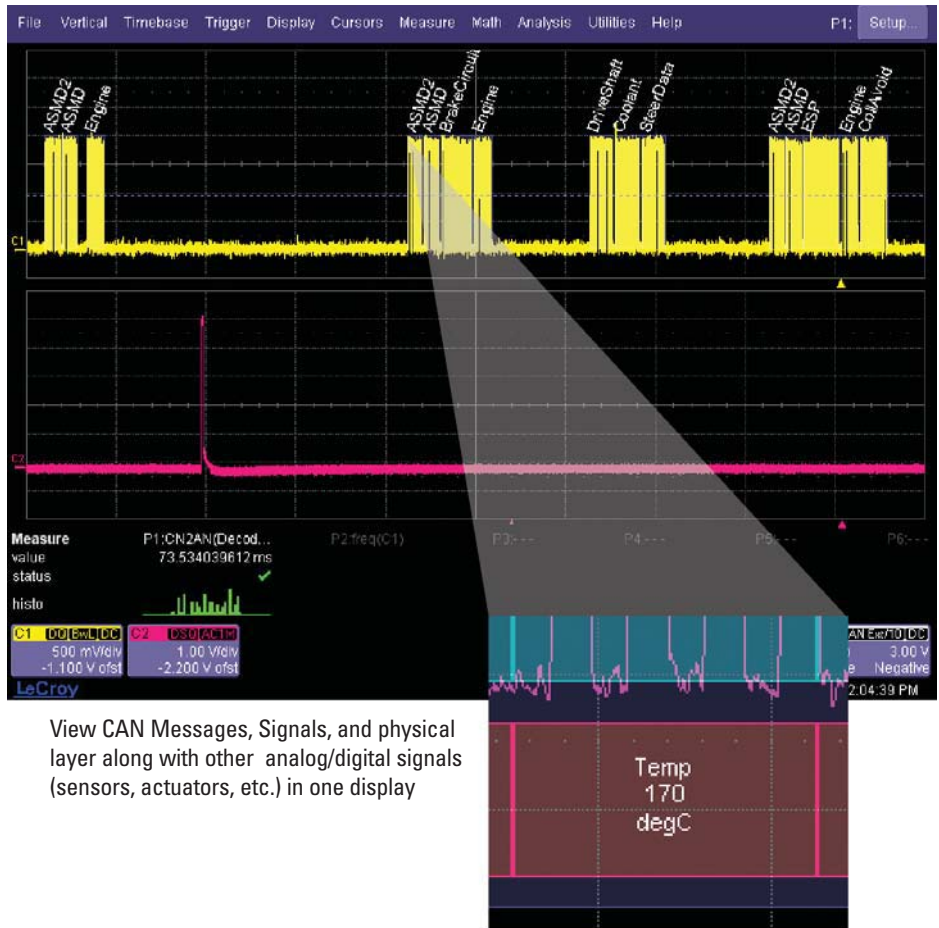 File Vertical Timebase Trigger Display Cursors Measure Math Analysis Utilities Help P1: Setup...
ASMD2
ASMD
Engine
ASMD2
ASMD
BrakeCircuit
Engine
DriveShaft
Coolant
SteerData
ASMD2
ASMD
ESP
Engine
CollAvoid
C1
C2
Measure P1:CN2AN(Decod... P2:freq(C1) P3:--- P4:--- P5:--- P6:---
value 73.534039612 ms
status
histo
C1 BwL DC C2
500 mV/div 1.00 V/div 3.00 V
-1.100 V ofst -2.200 V ofst Negative
LeCroy 2:04:39 PM
Temp
170
degC
View CAN Messages, Signals, and physical
layer along with other analog/digital signals
(sensors, actuators, etc.) in one display